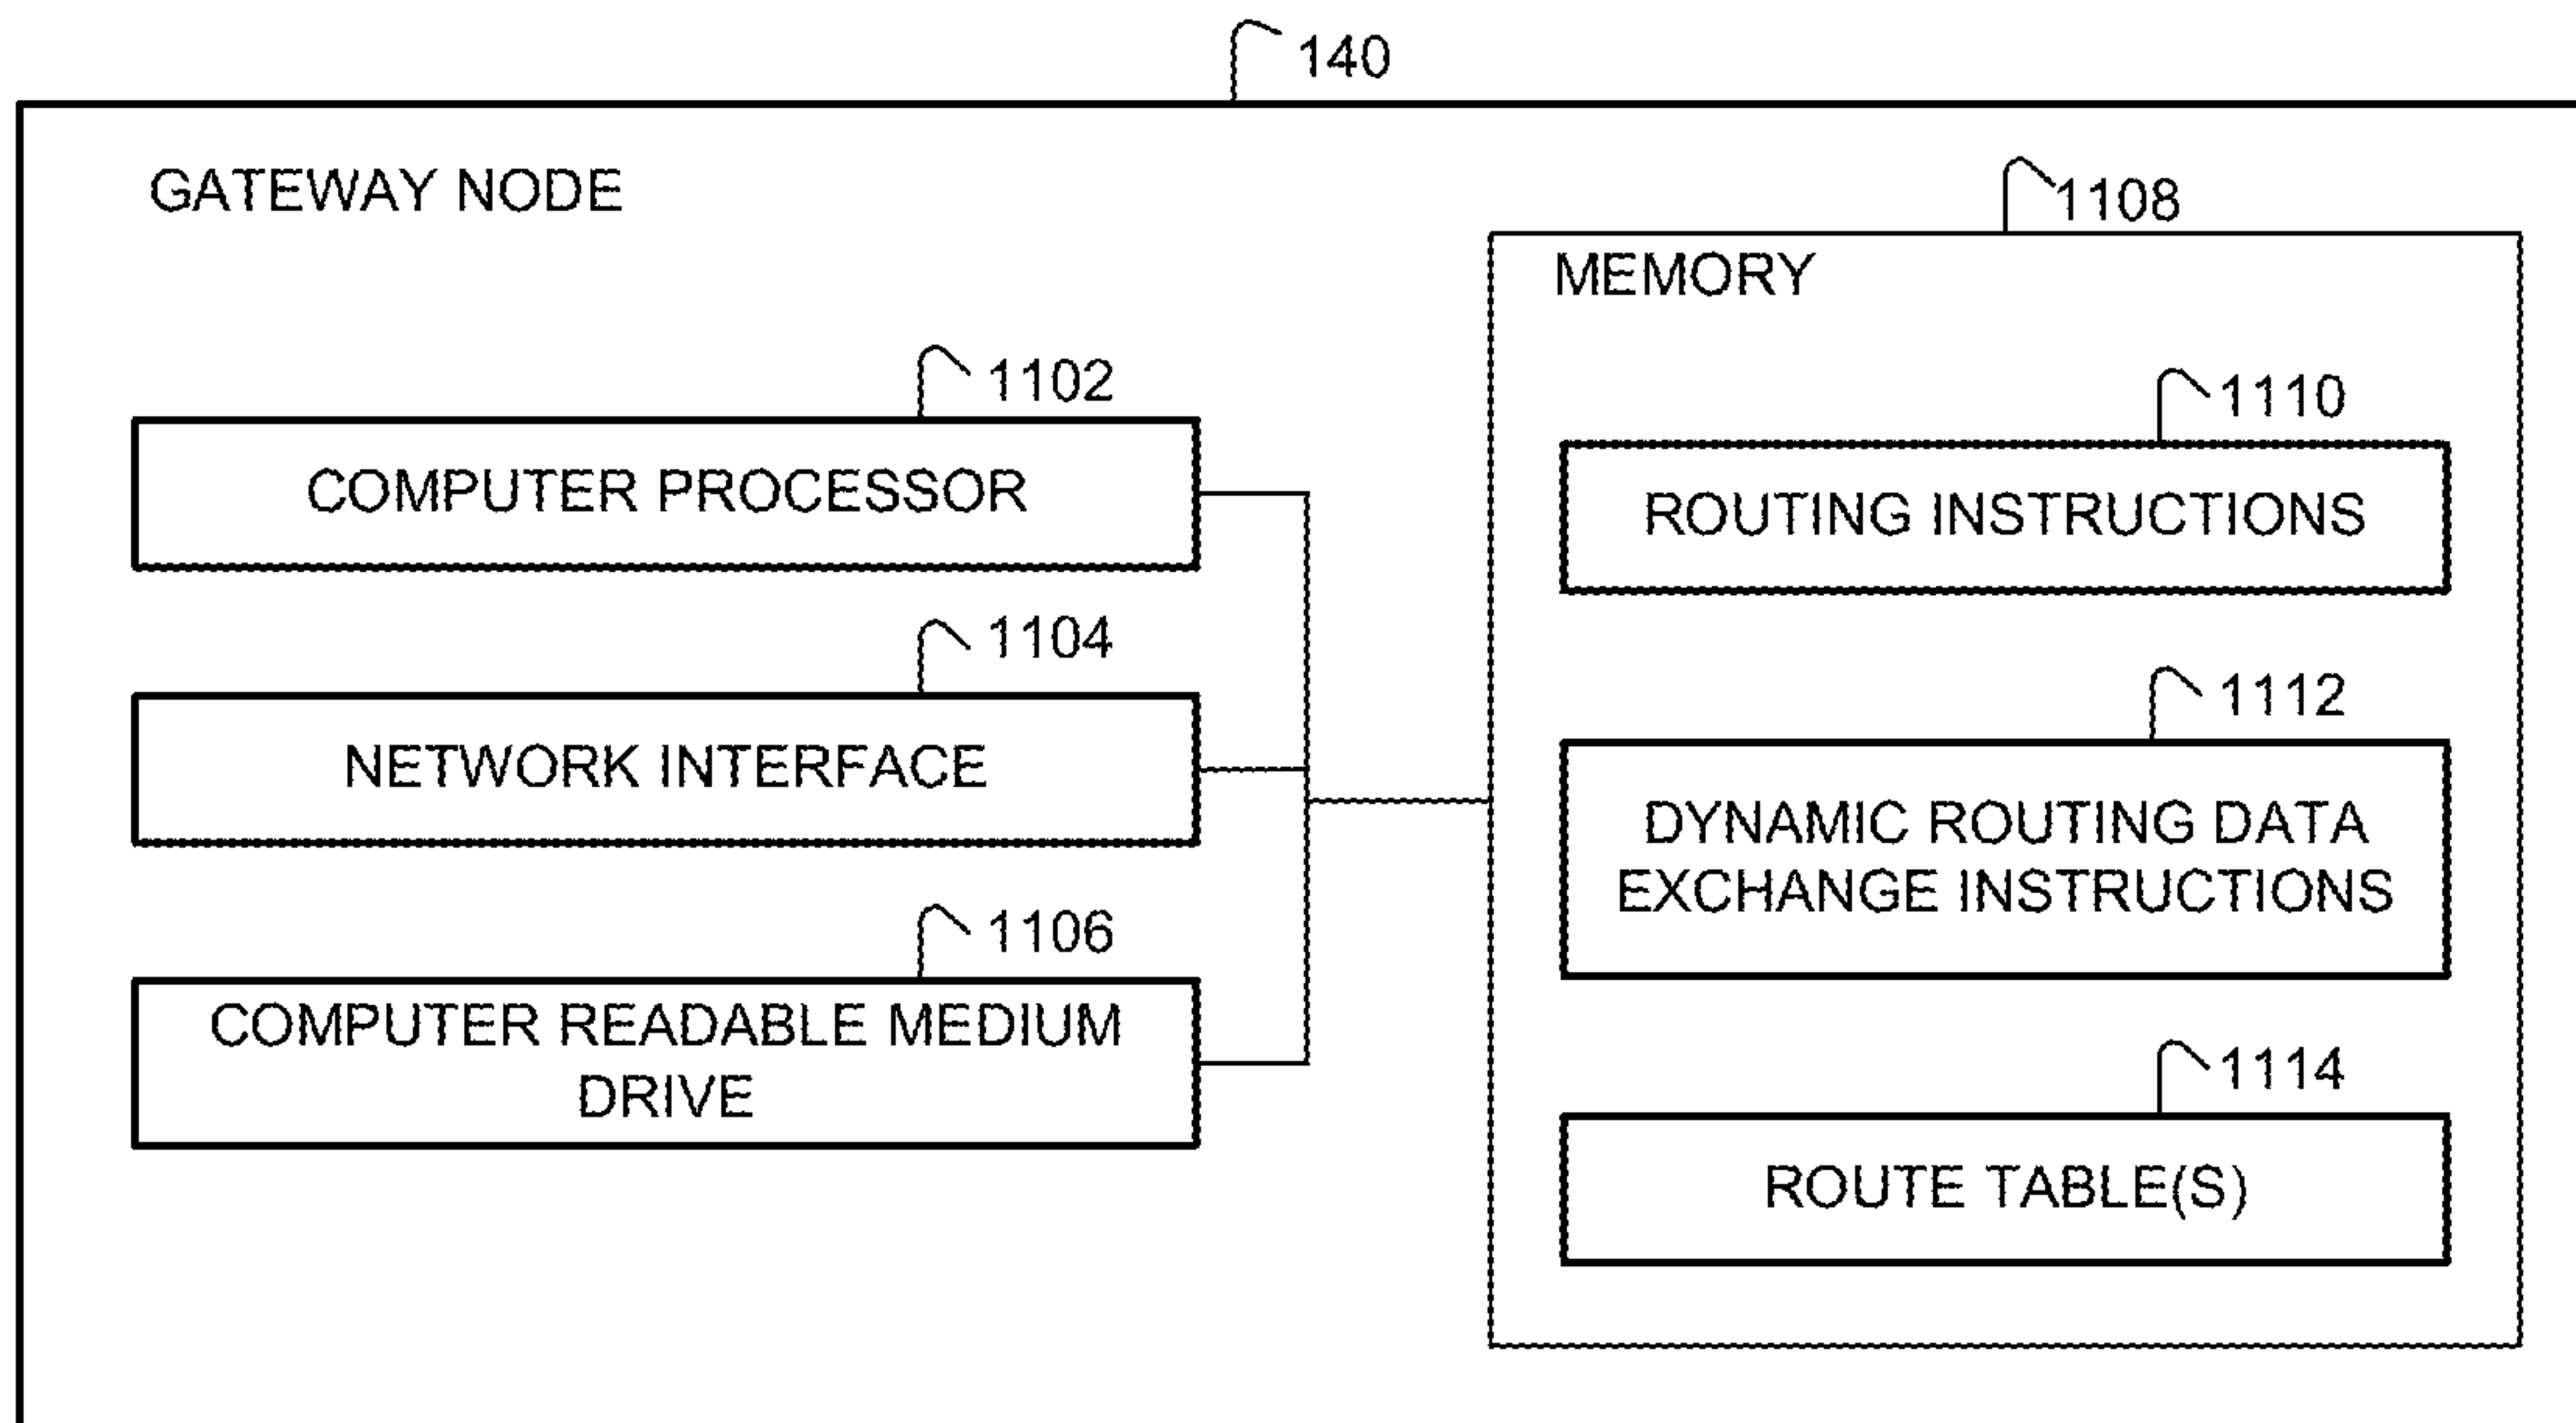 140
GATEWAY NODE
1108
MEMORY
1102
COMPUTER PROCESSOR
1104
NETWORK INTERFACE
1106
COMPUTER READABLE MEDIUM
DRIVE
1110
ROUTING INSTRUCTIONS
1112
DYNAMIC ROUTING DATA
EXCHANGE INSTRUCTIONS
1114
ROUTE TABLE(S)